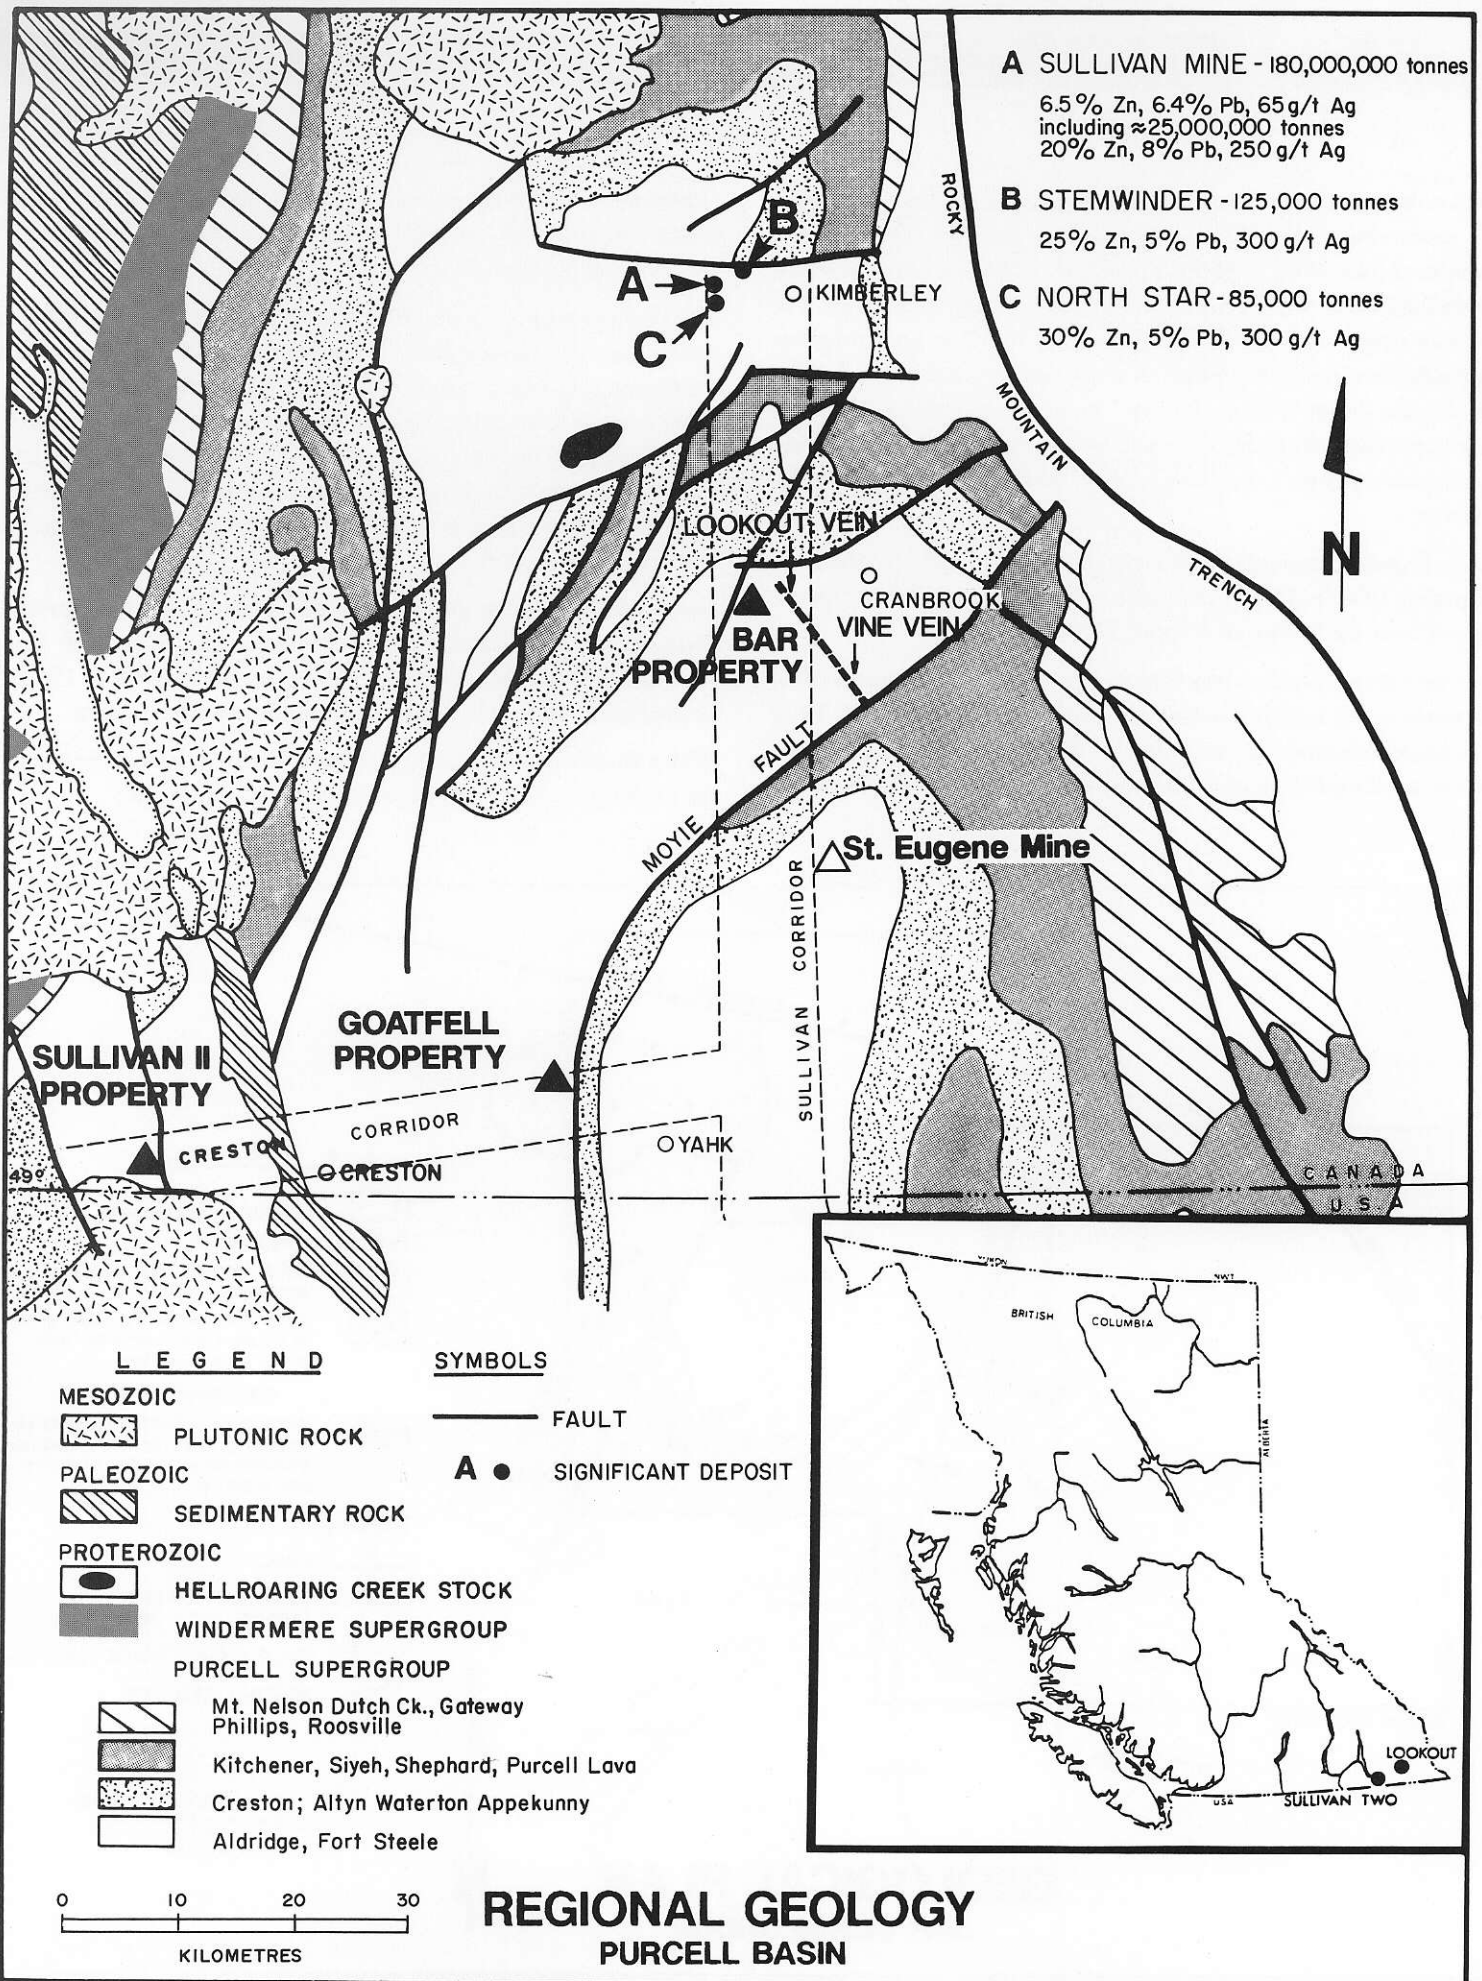 A SULLIVAN MINE - 180,000,000 tonnes
6.5% Zn, 6.4% Pb, 65 g/t Ag
including ≈25,000,000 tonnes
20% Zn, 8% Pb, 250 g/t Ag
B STEMWINDER - 125,000 tonnes
25% Zn, 5% Pb, 300 g/t Ag
C NORTH STAR - 85,000 tonnes
30% Zn, 5% Pb, 300 g/t Ag
ROCKY
MOUNTAIN
TRENCH
N
B
A
C
KIMBERLEY
LOOKOUT VEIN
CRANBROOK
VINE VEIN
BAR
PROPERTY
MOYIE
FAULT
St. Eugene Mine
SULLIVAN CORRIDOR
GOATFELL
PROPERTY
SULLIVAN II
PROPERTY
CRESTON CORRIDOR
YAHK
CRESTON
49°
CANADA
U.S.A
LEGEND
MESOZOIC
PLUTONIC ROCK
PALEOZOIC
SEDIMENTARY ROCK
PROTEROZOIC
HELLROARING CREEK STOCK
WINDERMERE SUPERGROUP
PURCELL SUPERGROUP
Mt. Nelson Dutch Ck., Gateway
Phillips, Roosville
Kitchener, Siyeh, Shephard, Purcell Lava
Creston; Altyn Waterton Appekunny
Aldridge, Fort Steele
SYMBOLS
FAULT
A SIGNIFICANT DEPOSIT
YUKON
NWT
BRITISH COLUMBIA
ALBERTA
LOOKOUT
USA
SULLIVAN TWO
0 10 20 30
KILOMETRES
REGIONAL GEOLOGY
PURCELL BASIN